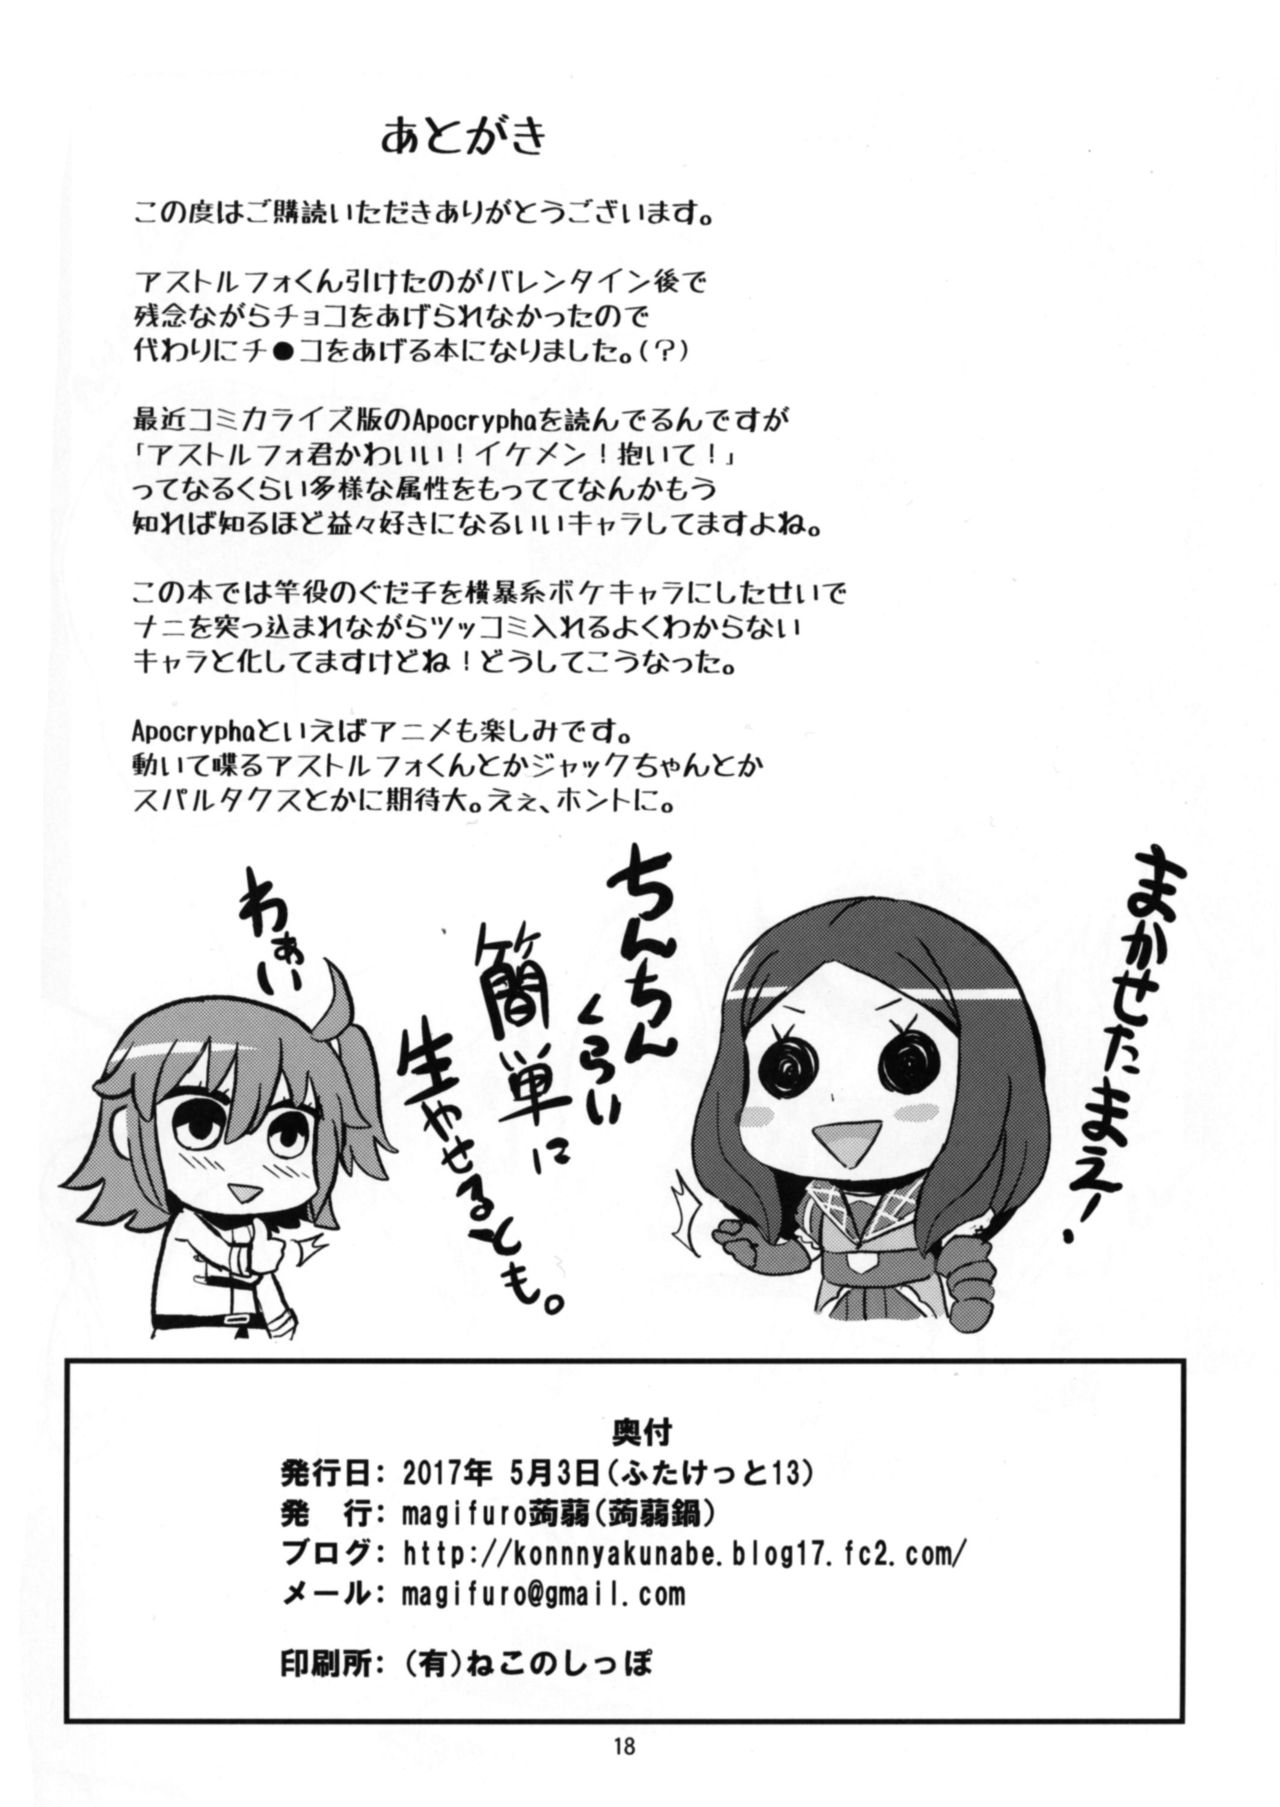 あとがき
この度はご購読いただきありがとうございます。
アストルフォくん引けたのがバレンタイン後で
残念ながらチョコをあげられなかったので
代わりにチ●コをあげる本になりました。(?)
最近コミカライズ版のApocryphaを読んでるんですが
「アストルフォ君かわいい!イケメン!抱いて!」
ってなるくらい多様な属性をもっててなんかもう
知れば知るほど益々好きになるいいキャラしてますよね。
この本では竿役のぐだ子を横暴系ボケキャラにしたせいで
ナニを突っ込まれながらツッコミ入れるよくわからない
キャラと化してますけどね!どうしてこうなった。
Apocryphaといえばアニメも楽しみです。
動いて喋るアストルフォくんとかジャックちゃんとか
スパルタクスとかに期待大。えぇ、ホントに。
まかせたまえ!
ちんちん
くらい
簡単に
生やせるとも。
わぁい
奥付
発行日: 2017年 5月3日(ふたけっと13)
発 行: magifuro蒟蒻(蒟蒻鍋)
ブログ: http://konnnyakunabe.blog17.fc2.com/
メール: magifuro@gmail.com
印刷所: (有)ねこのしっぽ
18